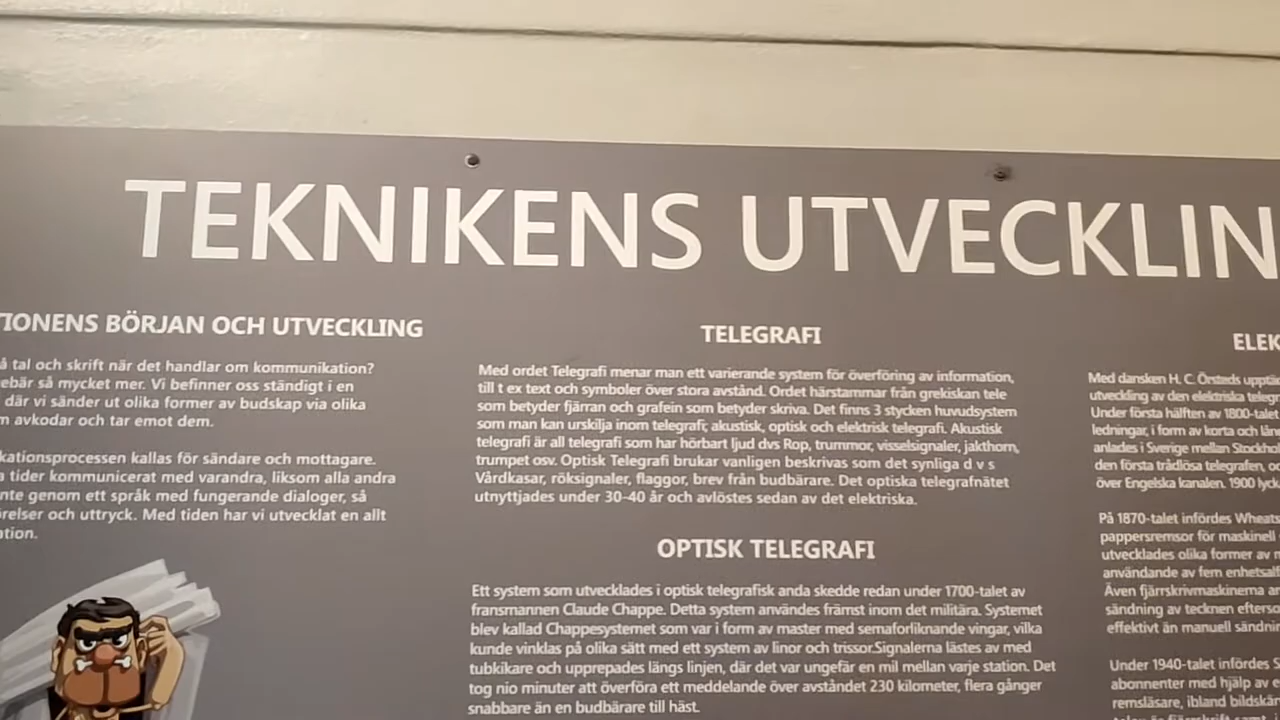 TEKNIKENS UTVECKLIN
TIONENS BÖRJAN OCH UTVECKLING
å tal och skrift när det handlar om kommunikation?
ebär så mycket mer. Vi befinner oss ständigt i en
där vi sänder ut olika former av budskap via olika
m avkodar och tar emot dem.
kationsprocessen kallas för sändare och mottagare.
a tider kommunicerat med varandra, liksom alla andra
nte genom ett språk med fungerande dialoger, så
relser och uttryck. Med tiden har vi utvecklat en allt
ation.
TELEGRAFI
Med ordet Telegrafi menar man ett varierande system för överföring av information,
till t ex text och symboler över stora avstånd. Ordet härstammar från grekiskan tele
som betyder fjärran och grafein som betyder skriva. Det finns 3 stycken huvudsystem
som man kan urskilja inom telegrafi; akustisk, optisk och elektrisk telegrafi. Akustisk
telegrafi är all telegrafi som har hörbart ljud dvs Rop, trummor, visselsignaler, jakthorn,
trumpet osv. Optisk Telegrafi brukar vanligen beskrivas som det synliga d v s
Vårdkasar, röksignaler, flaggor, brev från budbärare. Det optiska telegrafnätet
utnyttjades under 30-40 år och avlöstes sedan av det elektriska.
OPTISK TELEGRAFI
Ett system som utvecklades i optisk telegrafisk anda skedde redan under 1700-talet av
fransmannen Claude Chappe. Detta system användes främst inom det militära. Systemet
blev kallad Chappesystemet som var i form av master med semaforliknande vingar, vilka
kunde vinklas på olika sätt med ett system av linor och trissor.Signalerna lästes av med
tubkikare och upprepades längs linjen, där det var ungefär en mil mellan varje station. Det
tog nio minuter att överföra ett meddelande över avståndet 230 kilometer, flera gånger
snabbare än en budbärare till häst.
ELEK
Med dansken H. C. Örsteds upptä
utveckling av den elektriska telegr
Under första hälften av 1800-talet
ledningar, i form av korta och lån
anlades i Sverige mellan Stockho
den första trådlösa telegrafen, o
över Engelska kanalen. 1900 lyck
På 1870-talet infördes Wheats
pappersremsor för maskinell
utvecklades olika former av m
användande av fem enhetsalf
Även fjärrskrivmaskinerna an
sändning av tecknen efterso
effektivt än manuell sändnin
Under 1940-talet infördes S
abonnenter med hjälp av e
remsläsare, ibland bildskär